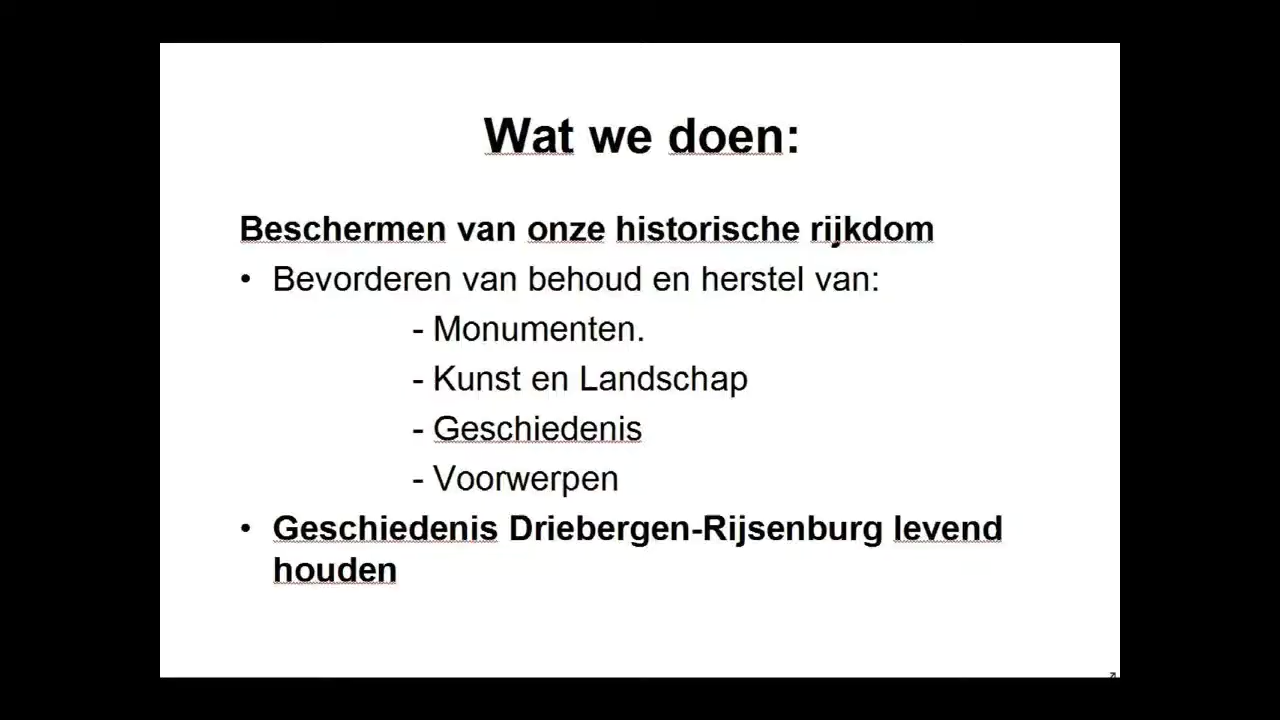 Wat we doen:
Beschermen van onze historische rijkdom
• Bevorderen van behoud en herstel van:
- Monumenten.
- Kunst en Landschap
- Geschiedenis
- Voorwerpen
• Geschiedenis Driebergen-Rijsenburg levend
houden